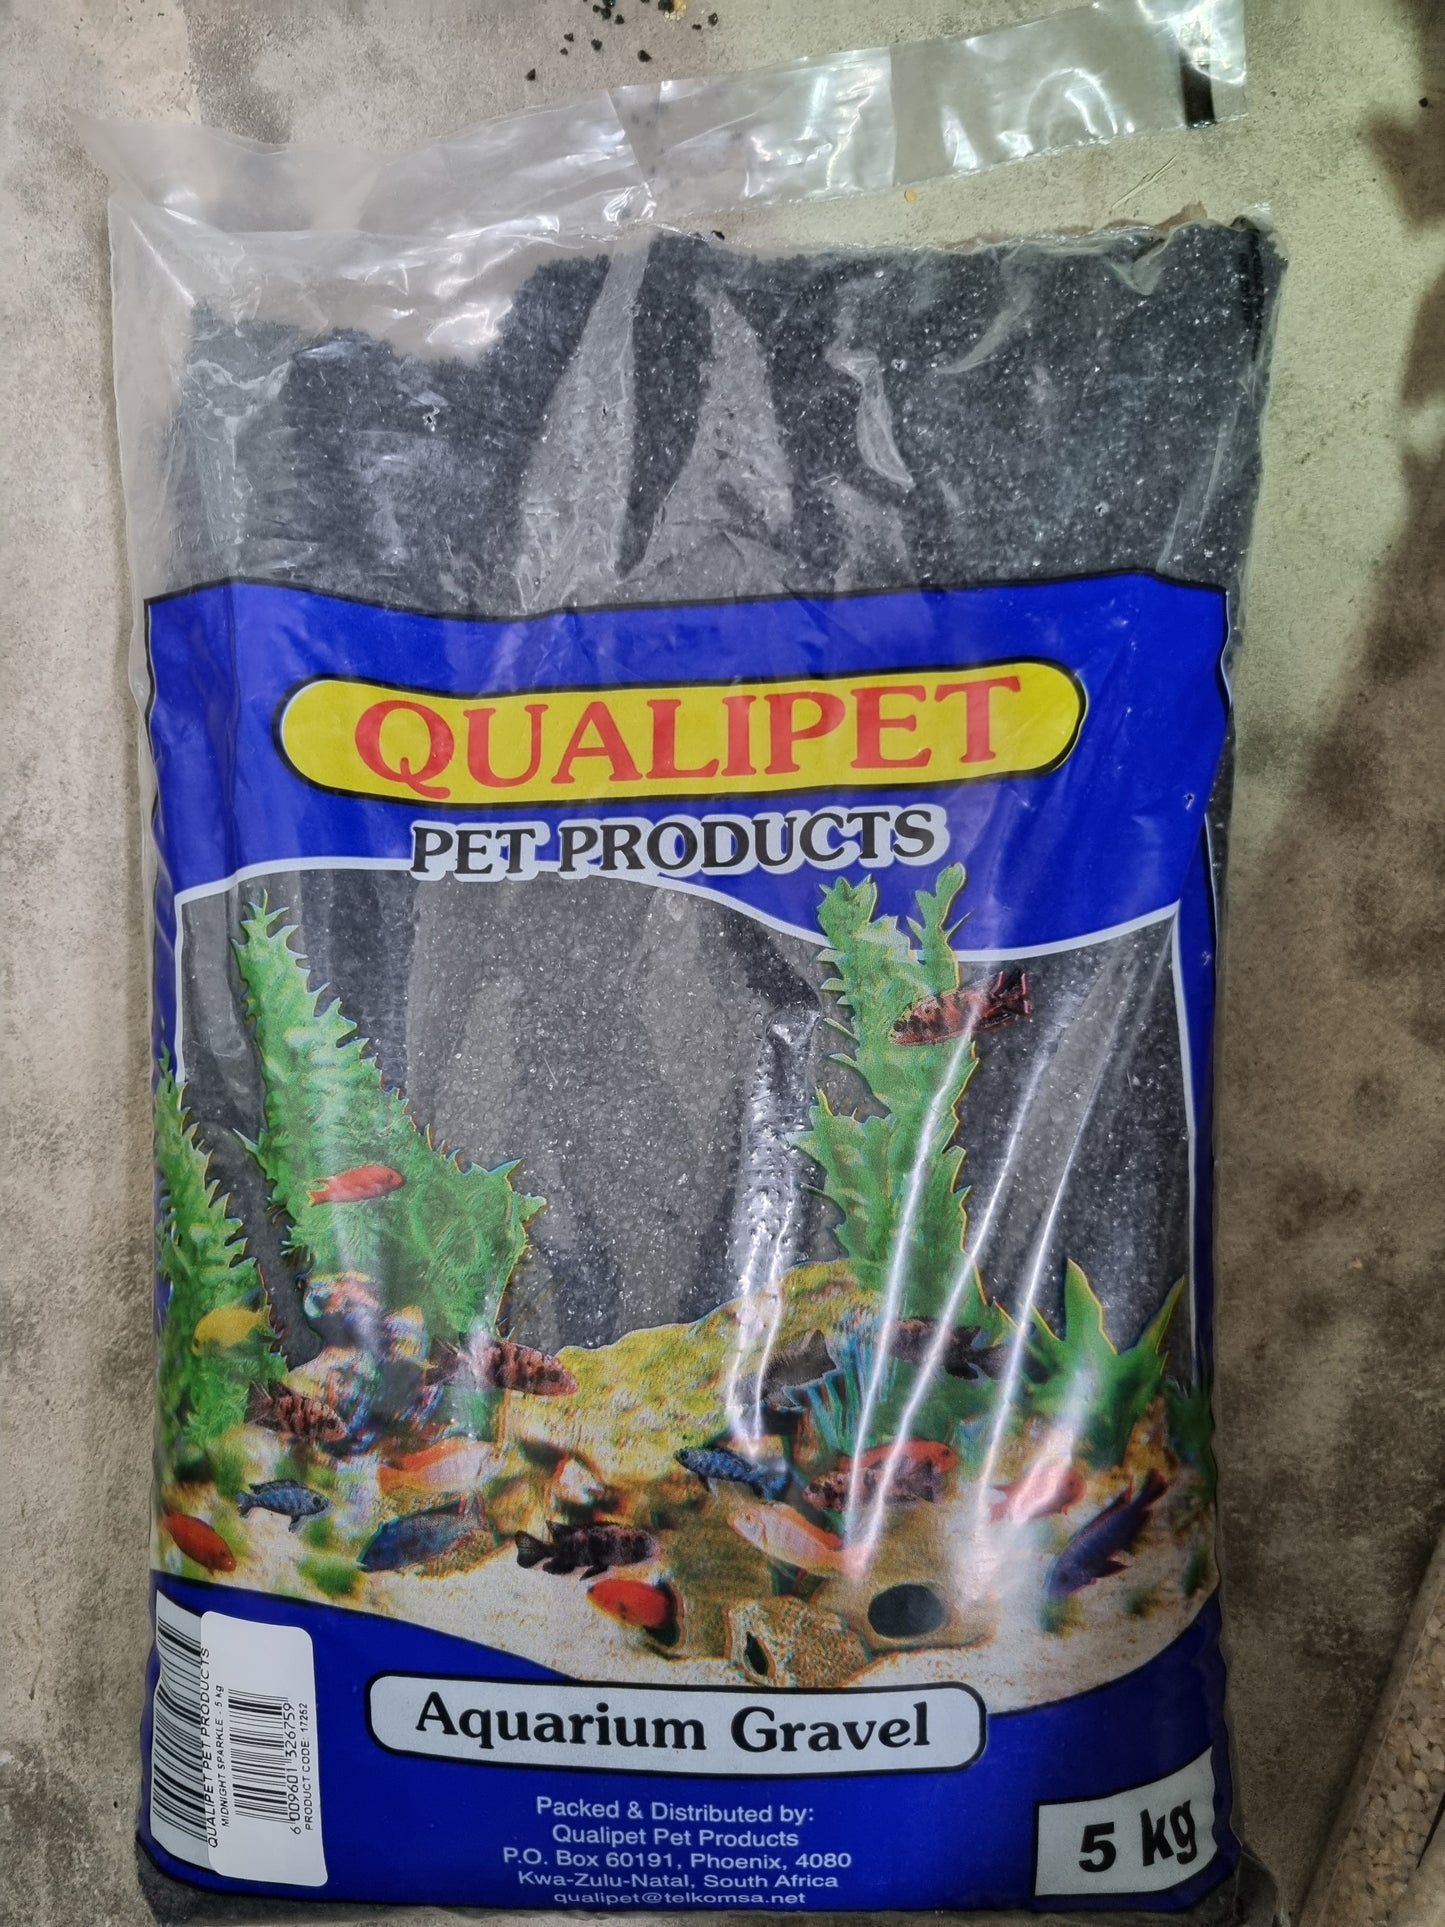 QUALIPET
PET PRODUCTS
Aquarium Gravel
Packed & Distributed by:
Qualipet Pet Products
P.O. Box 60191, Phoenix, 4080
Kwa-Zulu-Natal, South Africa
qualipet@telkomsa.net
5 kg
QUALIPET PET PRODUCTS
MIDNIGHT SPARKLE - 5 kg
6 009601 326759
PRODUCT CODE: 17252